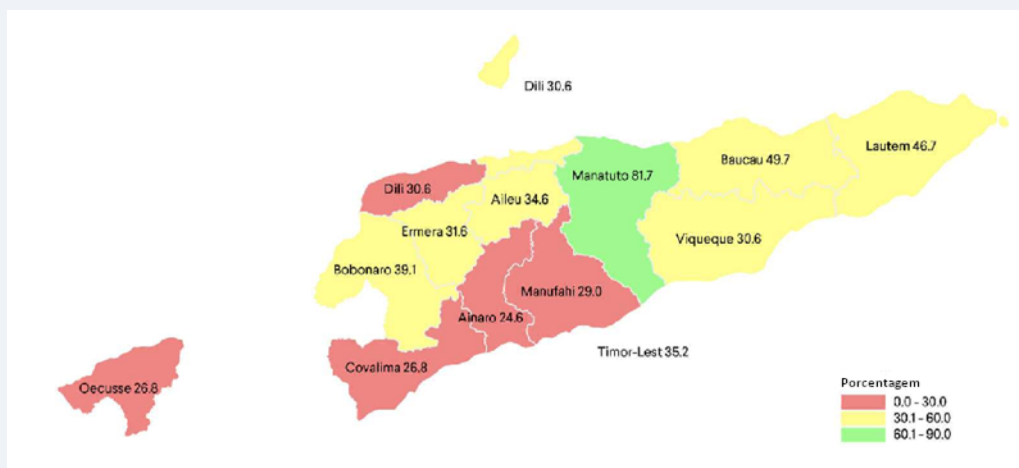 Dili 30.6
Lautem 46.7
Baucau 49.7
Manatuto 81.7
Dili 30.6
Aileu 34.6
Ermera 31.6
Viqueque 30.6
Bobonaro 39.1
Manufahi 29.0
Ainaro 24.6
Timor-Lest 35.2
Covalima 26.8
Oecusse 26.8
Porcentagem
0.0 - 30.0
30.1 - 60.0
60.1 - 90.0